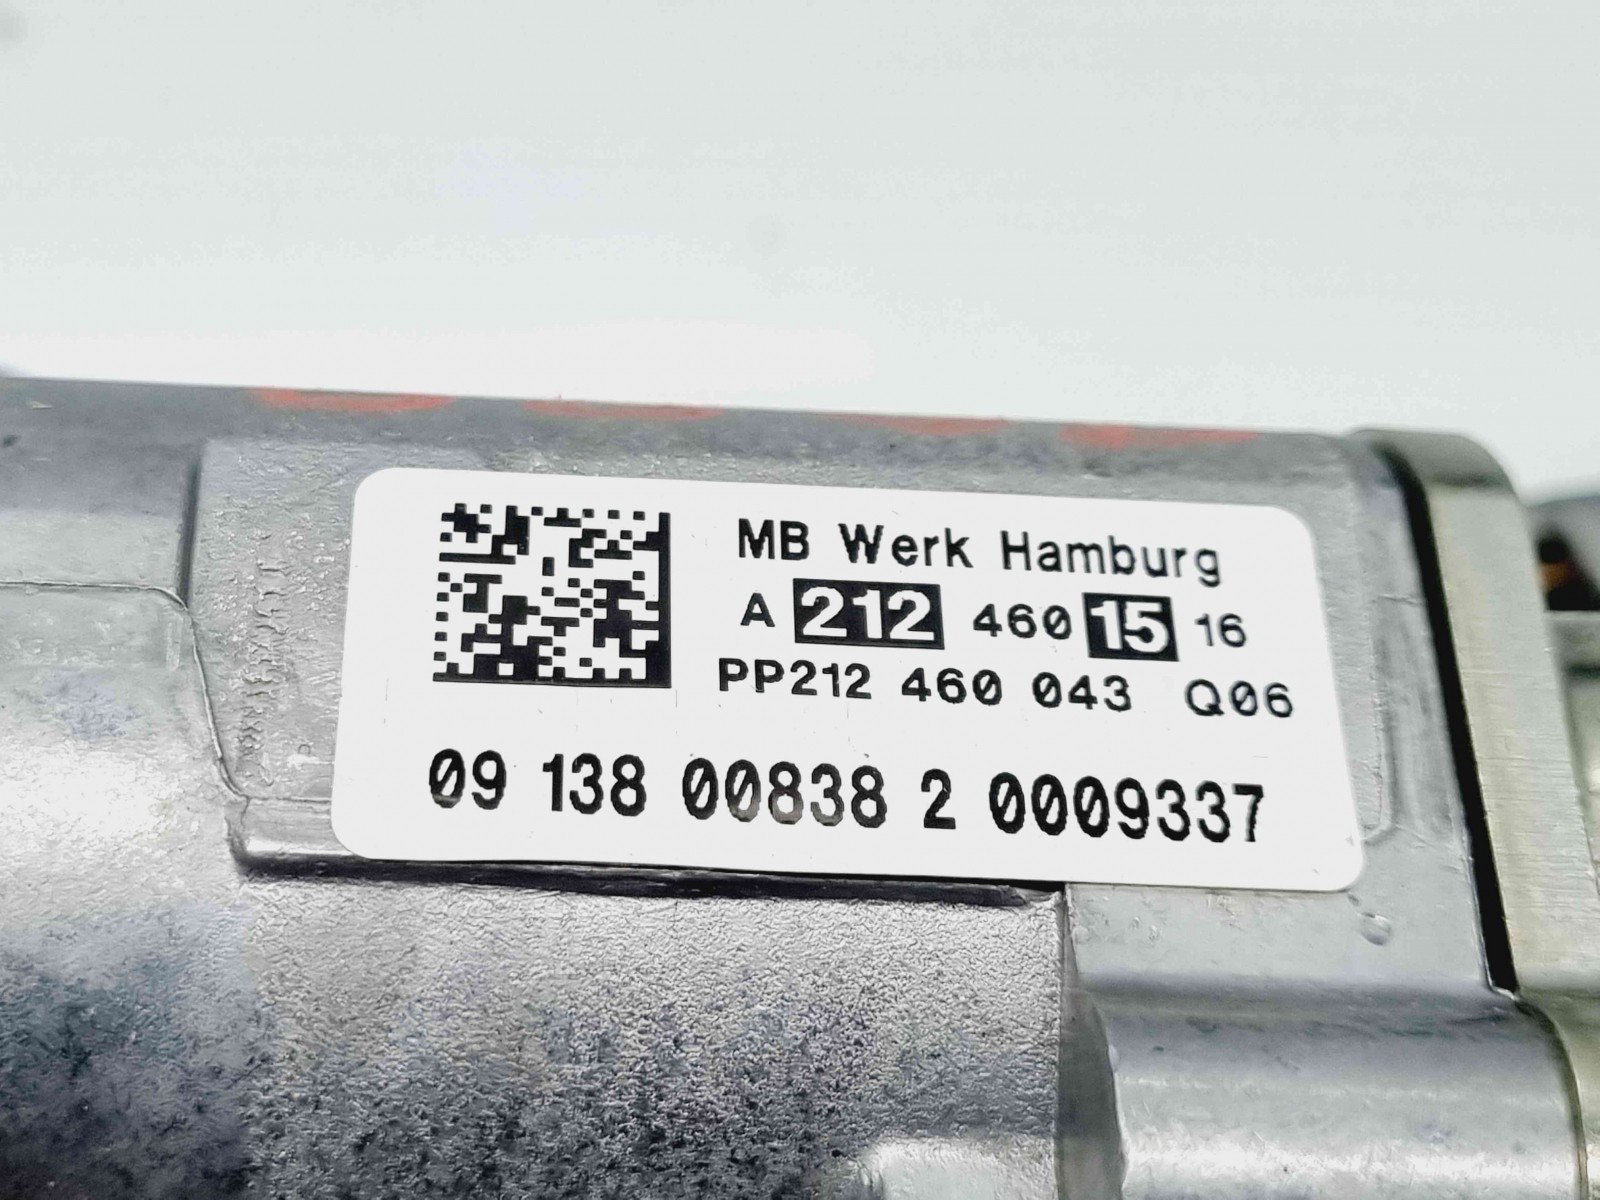 MB Werk Hamburg
A 212 460 15 16
PP212 460 043 Q06
09 138 00838 2 0009337